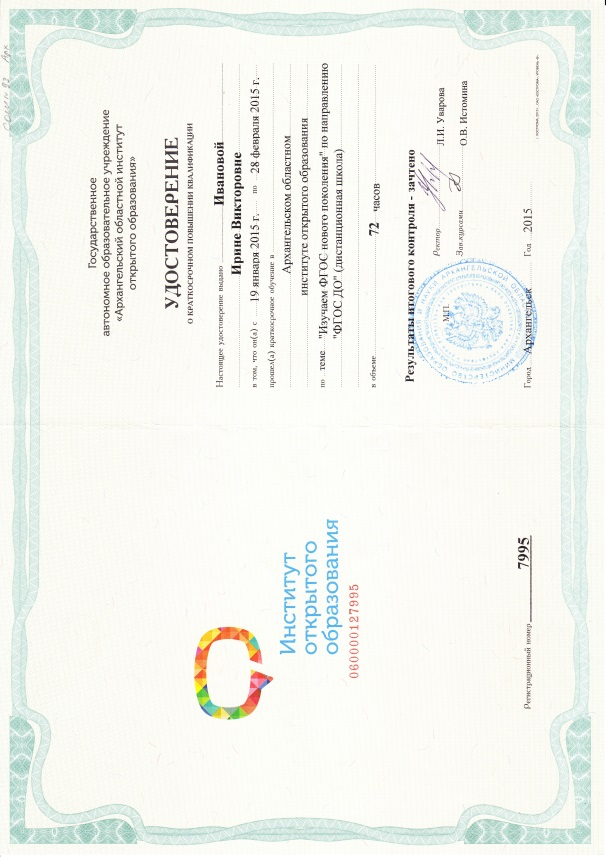 Институт
открытого
образования
060000127995
Регистрационный номер 7995
Государственное
автономное образовательное учреждение
«Архангельский областной институт
открытого образования»
УДОСТОВЕРЕНИЕ
О КРАТКОСРОЧНОМ ПОВЫШЕНИИ КВАЛИФИКАЦИИ
Настоящее удостоверение выдано Ивановой
Ирине Викторовне
в том, что он(а) с 19 января 2015 г. по 28 февраля 2015 г.
прошел(а) краткосрочное обучение в
Архангельском областном
институте открытого образования
по теме "Изучаем ФГОС нового поколения" по направлению
"ФГОС ДО" (дистанционная школа)
в объеме 72 часов
Результаты итогового контроля - зачтено
Ректор Л.И. Уварова
Зав.курсами О.В. Истомина
М.П.
Город Архангельск Год 2015